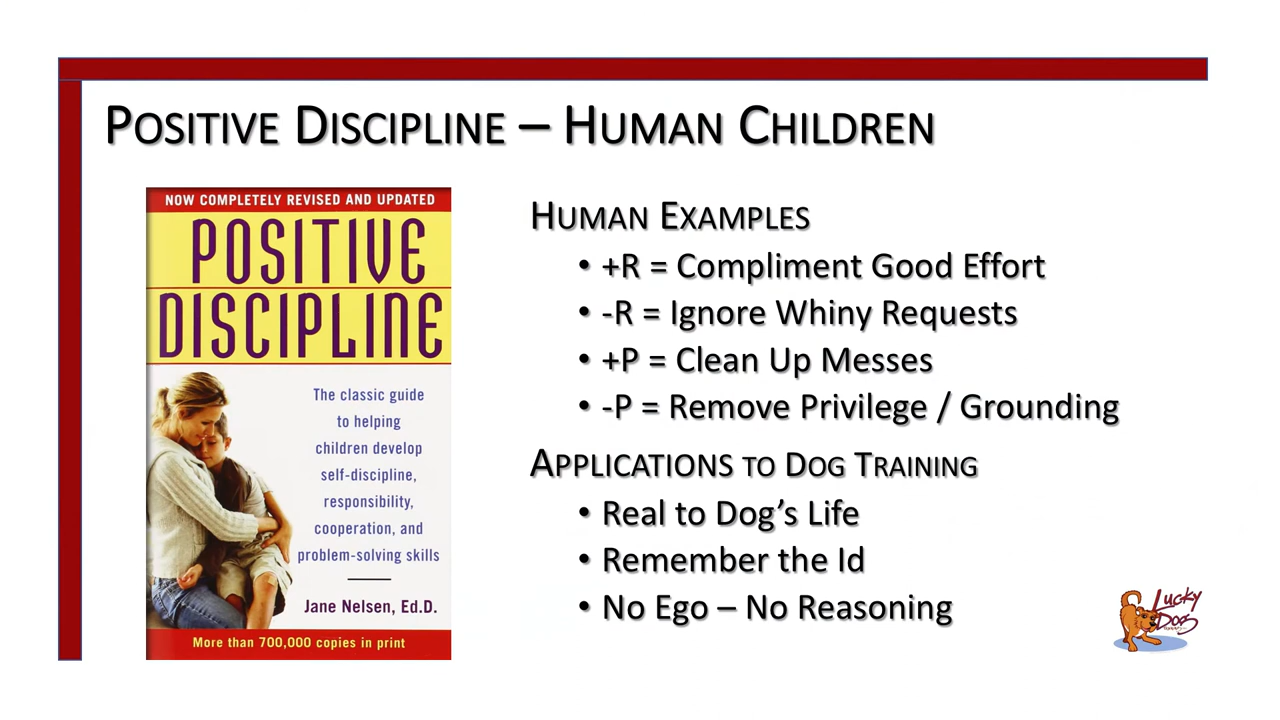 POSITIVE DISCIPLINE – HUMAN CHILDREN
NOW COMPLETELY REVISED AND UPDATED
POSITIVE
DISCIPLINE
The classic guide
to helping
children develop
self-discipline,
responsibility,
cooperation, and
problem-solving skills
Jane Nelsen, Ed.D.
More than 700,000 copies in print
HUMAN EXAMPLES
• +R = Compliment Good Effort
• -R = Ignore Whiny Requests
• +P = Clean Up Messes
• -P = Remove Privilege / Grounding
APPLICATIONS TO DOG TRAINING
• Real to Dog’s Life
• Remember the Id
• No Ego – No Reasoning
Lucky
Dog